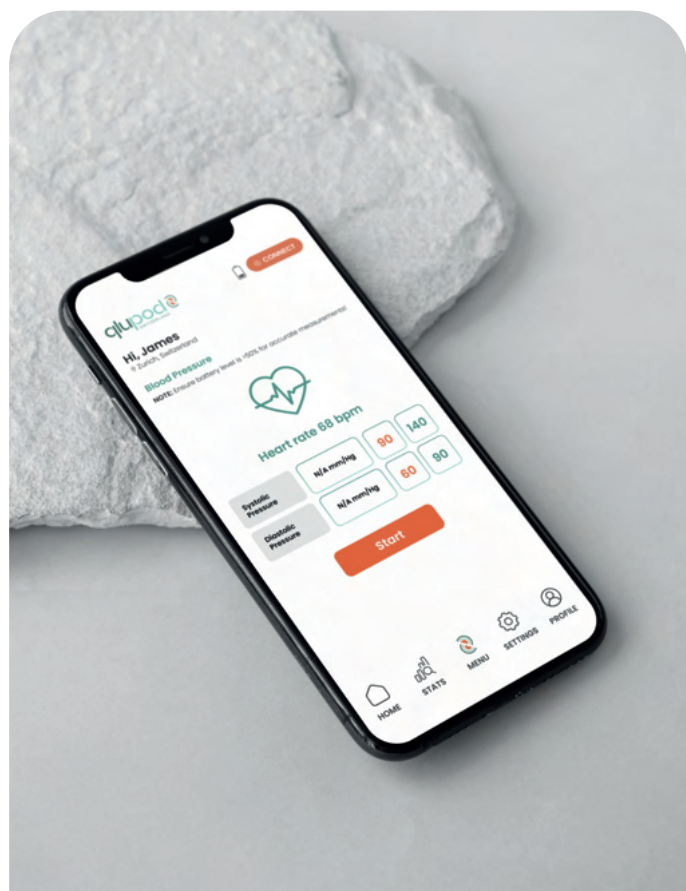 CONNECT
qlupod
SWITZERLAND
Hi, James
Zurich, Switzerland
Blood Pressure
NOTE: Ensure battery level is >50% for accurate measurements!
Heart rate 68 bpm
Systolic Pressure
N/A mm/Hg
90
140
Diastolic Pressure
N/A mm/Hg
60
90
Start
HOME
STATS
MENU
SETTINGS
PROFILE